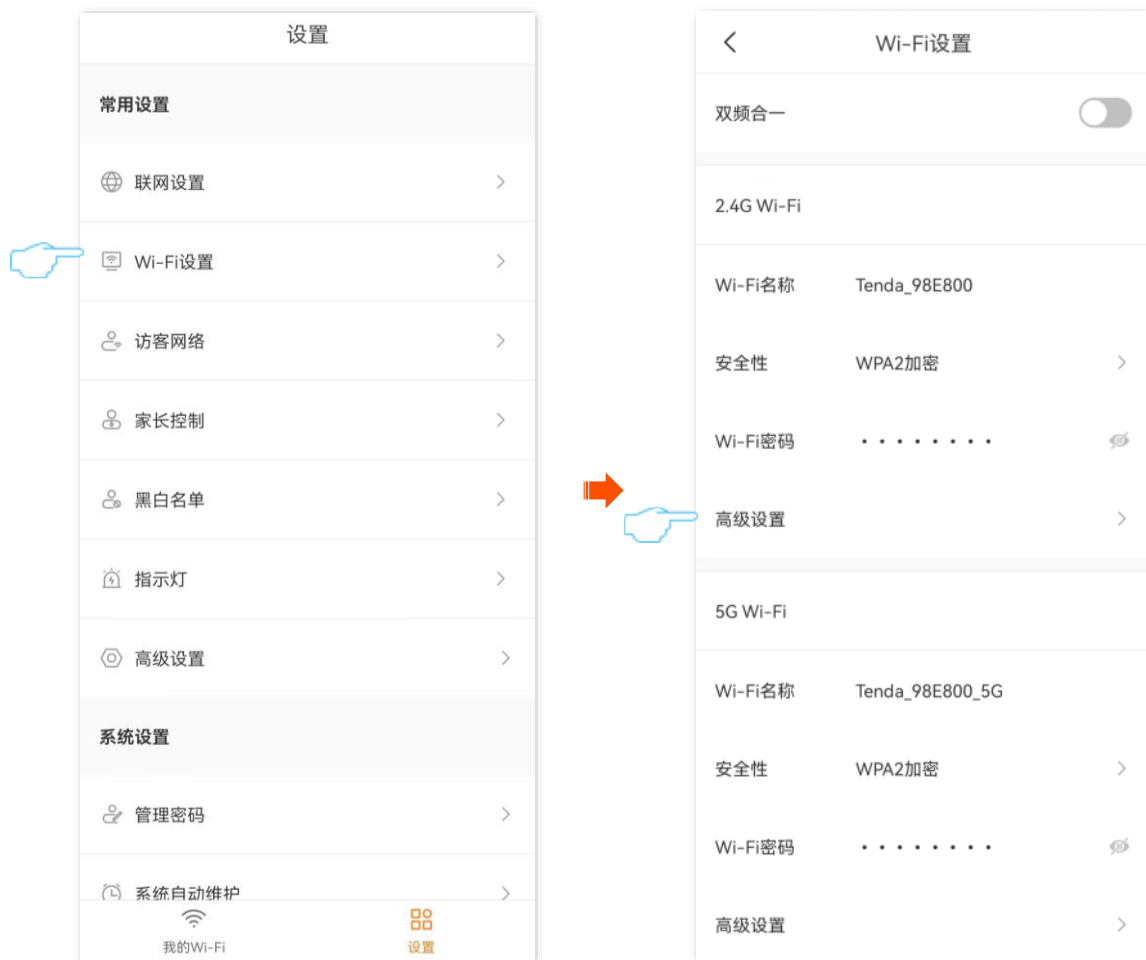 设置
常用设置
联网设置
Wi-Fi设置
访客网络
家长控制
黑白名单
指示灯
高级设置
系统设置
管理密码
系统自动维护
我的Wi-Fi
设置
Wi-Fi设置
双频合一
2.4G Wi-Fi
Wi-Fi名称 Tenda_98E800
安全性 WPA2加密
Wi-Fi密码 ········
高级设置
5G Wi-Fi
Wi-Fi名称 Tenda_98E800_5G
安全性 WPA2加密
Wi-Fi密码 ········
高级设置